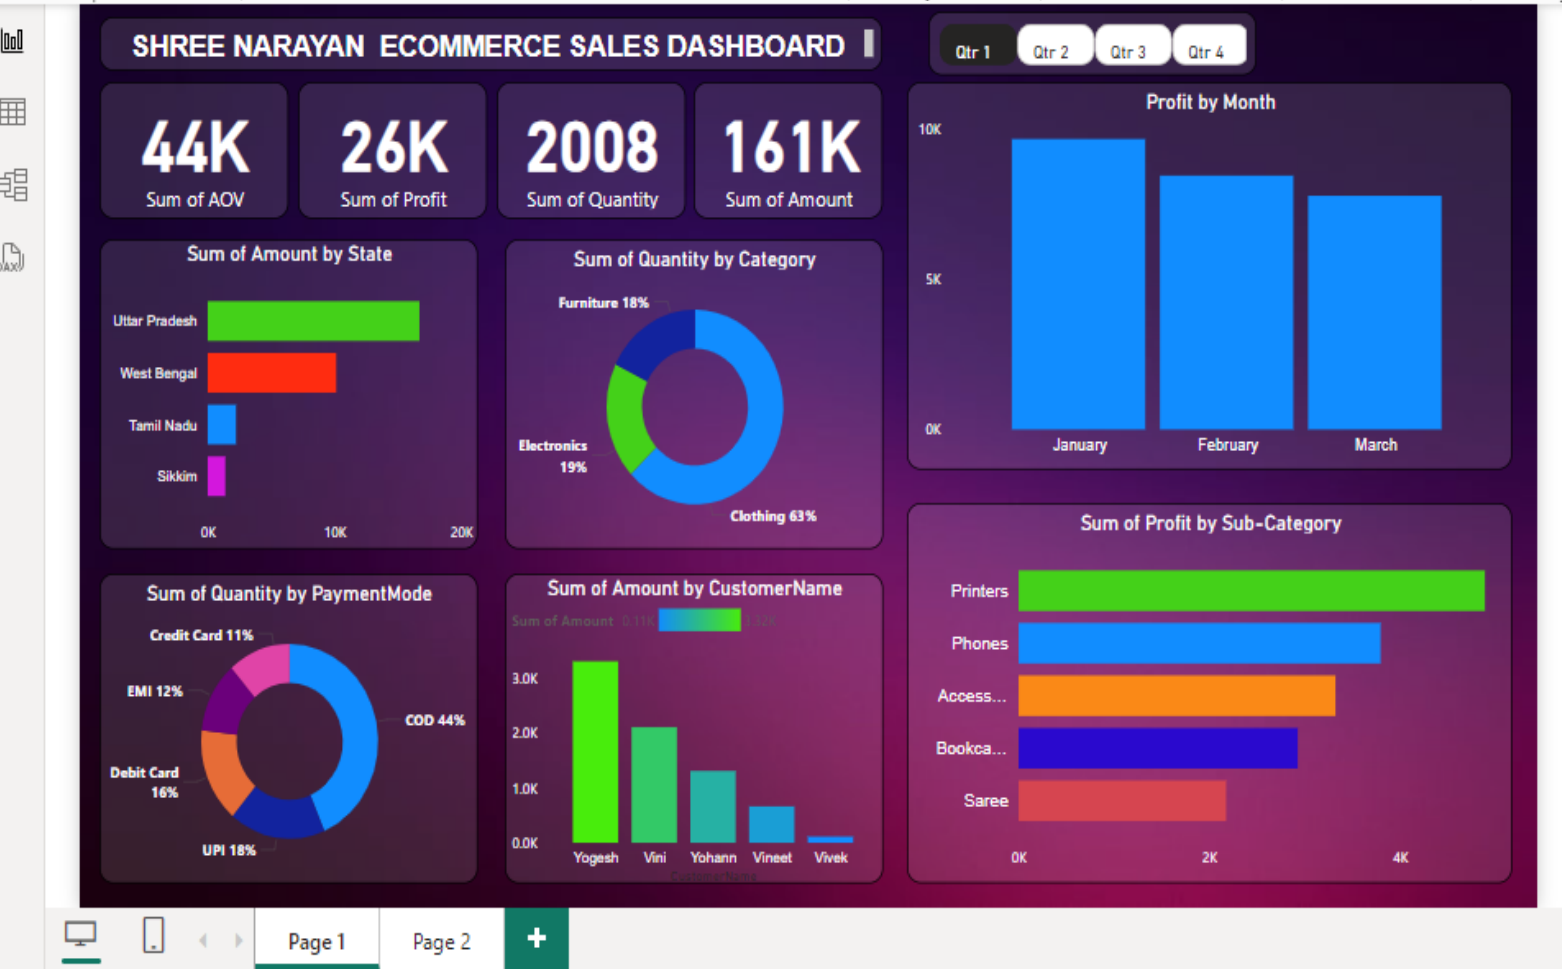 SHREE NARAYAN ECOMMERCE SALES DASHBOARD
Qtr 1
Qtr 2
Qtr 3
Qtr 4
44K
Sum of AOV
26K
Sum of Profit
2008
Sum of Quantity
161K
Sum of Amount
Profit by Month
10K
5K
0K
January
February
March
Sum of Amount by State
Uttar Pradesh
West Bengal
Tamil Nadu
Sikkim
0K
10K
20K
Sum of Quantity by Category
Furniture 18%
Electronics
19%
Clothing 63%
Sum of Profit by Sub-Category
Printers
Phones
Access...
Bookca...
Saree
0K
2K
4K
Sum of Quantity by PaymentMode
Credit Card 11%
EMI 12%
COD 44%
Debit Card
16%
UPI 18%
Sum of Amount by CustomerName
Sum of Amount 0.11K 3.32K
3.0K
2.0K
1.0K
0.0K
Yogesh
Vini
Yohann
Vineet
Vivek
CustomerName
Page 1
Page 2